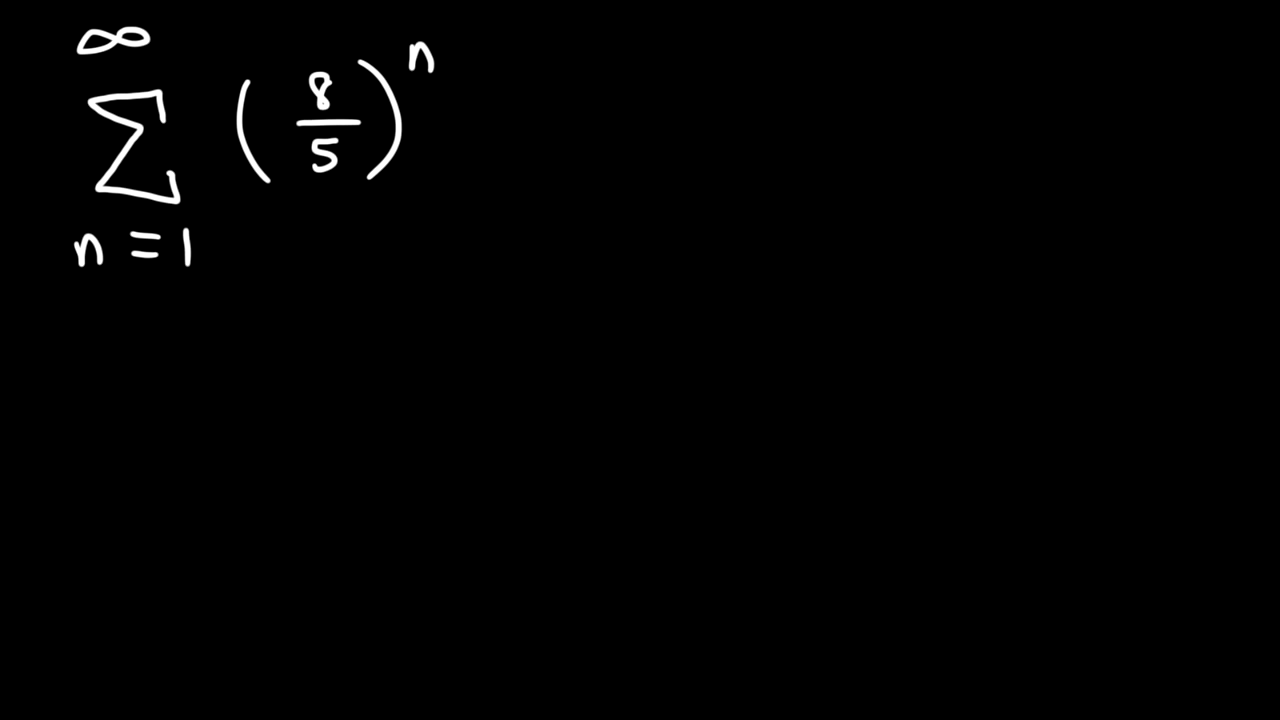 ∞
∑ (8/5)^n
n = 1